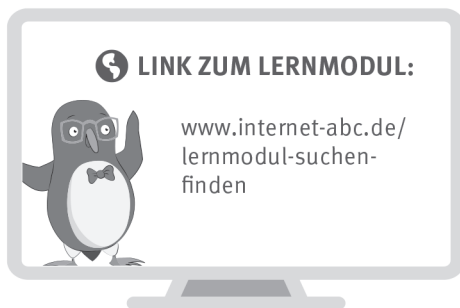 LINK ZUM LERNMODUL:
www.internet-abc.de/
lernmodul-suchen-
finden